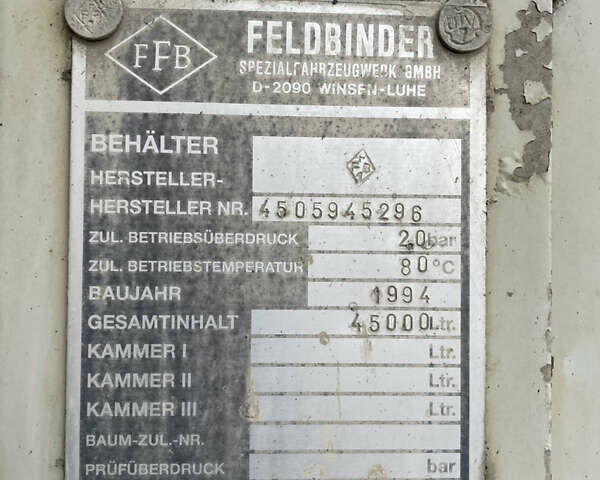 FFB
FELDBINDER
SPEZIALFAHRZEUGWERK GMBH
D-2090 WINSEN-LUHE
BEHÄLTER
HERSTELLER-
HERSTELLER NR. 4505945296
ZUL. BETRIEBSÜBERDRUCK 2,0 bar
ZUL. BETRIEBSTEMPERATUR 80 °C
BAUJAHR 1994
GESAMTINHALT 45000 Ltr.
KAMMER I Ltr.
KAMMER II Ltr.
KAMMER III Ltr.
BAUM-ZUL.-NR.
PRÜFÜBERDRUCK bar